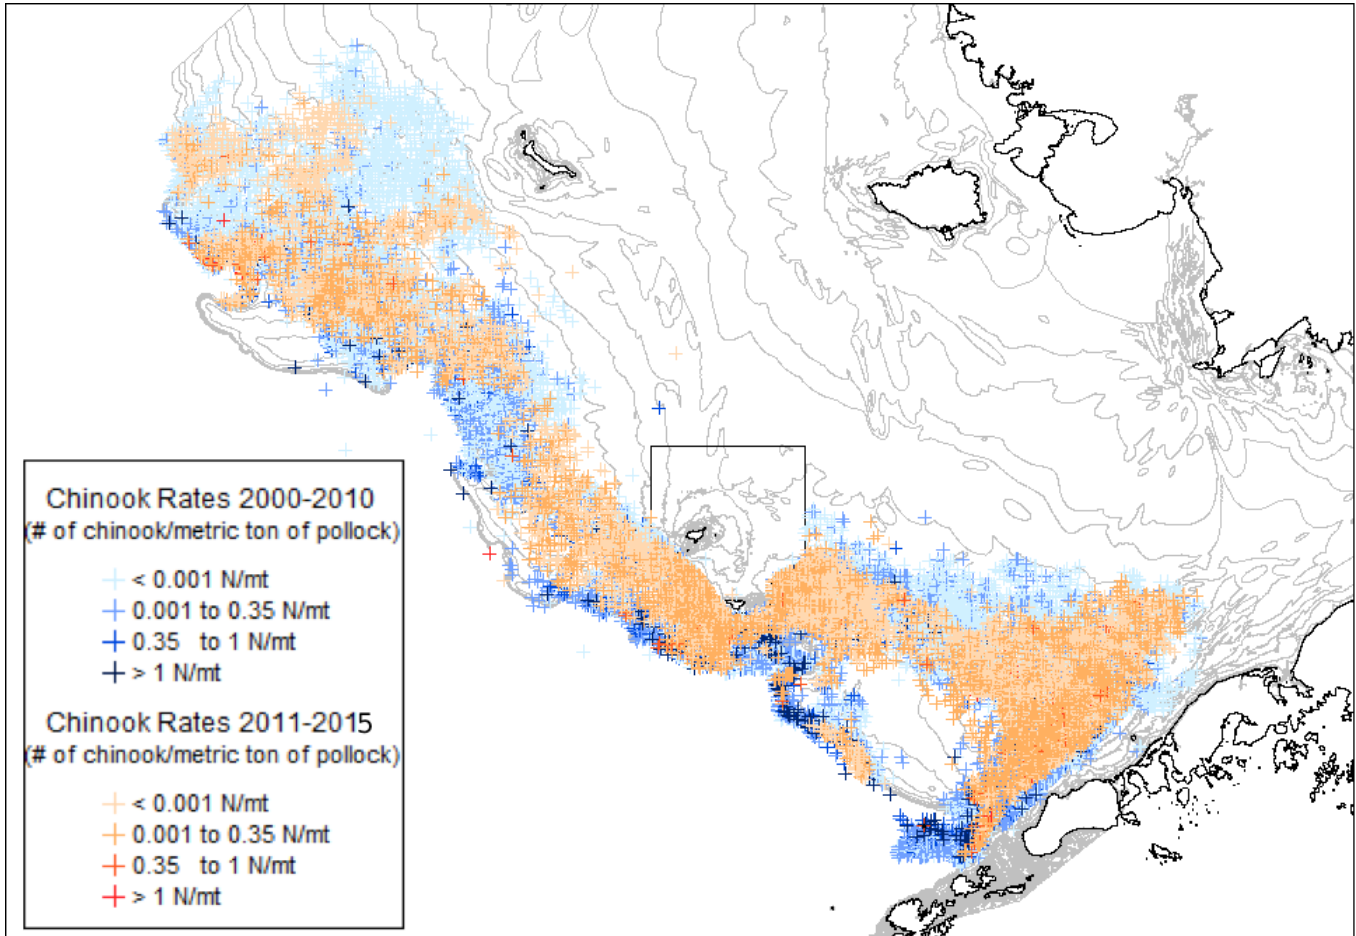 Chinook Rates 2000-2010
(# of chinook/metric ton of pollock)
< 0.001 N/mt
0.001 to 0.35 N/mt
0.35 to 1 N/mt
> 1 N/mt
Chinook Rates 2011-2015
(# of chinook/metric ton of pollock)
< 0.001 N/mt
0.001 to 0.35 N/mt
0.35 to 1 N/mt
> 1 N/mt